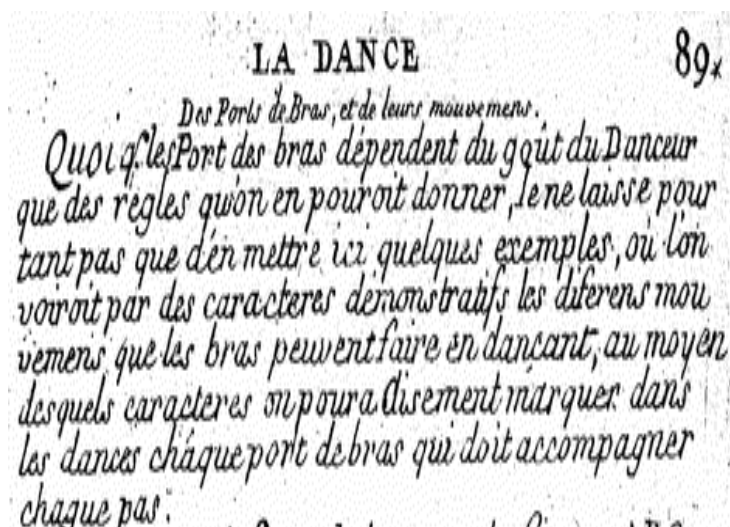 LA DANCE 89
Des Ports de Bras, et de leurs mouvemens.
Quoi q. les Port des bras dépendent du goût du Danceur
que des régles qu'on en pouroit donner, Je ne laisse pour
tant pas que d'én mettre ici quelques exemples, où l'on
voiroit par des caracteres démonstratifs les diferens mou
vemens que les bras peuvent faire en dançant, au moyen
desquels caracteres on poura aisement marquer dans
les dances cháque port de bras qui doit accompagner
chaque pas.